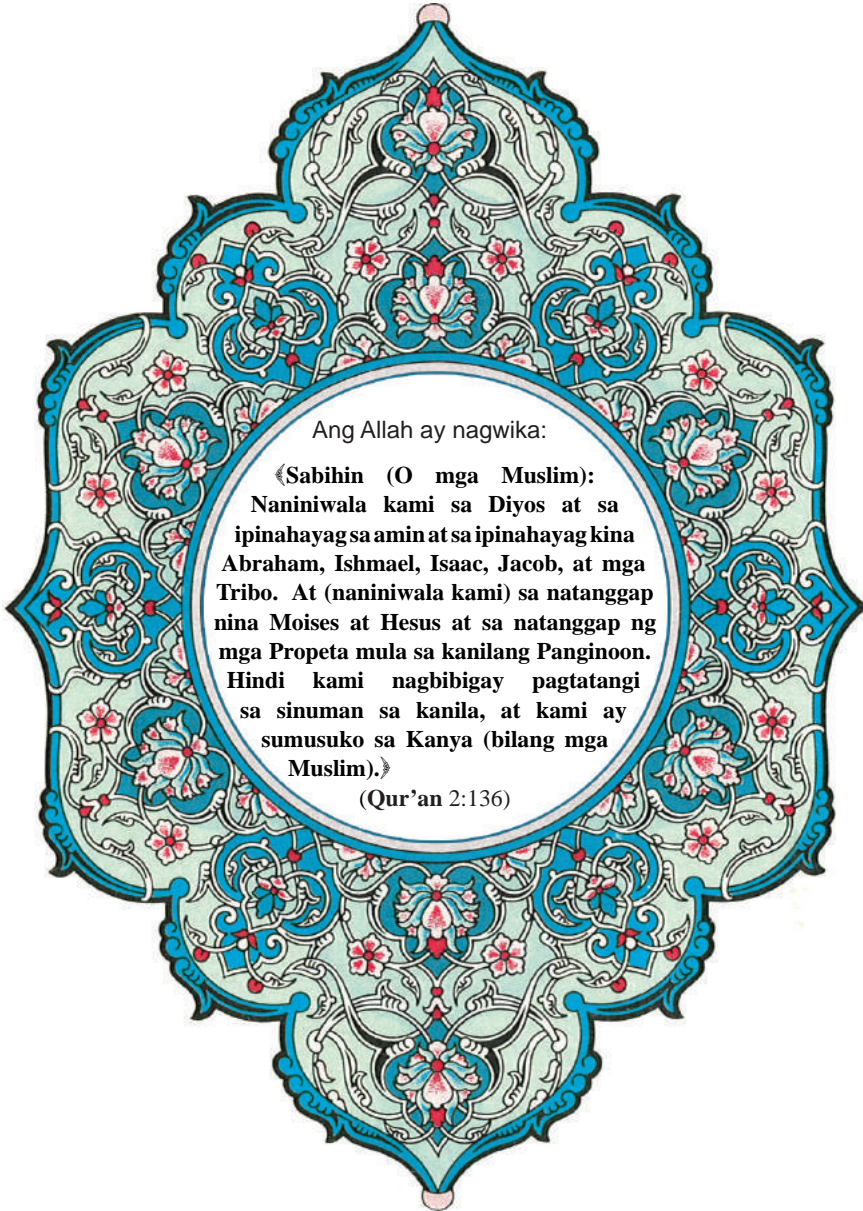 Ang Allah ay nagwika:
﴾Sabihin (O mga Muslim):
Naniniwala kami sa Diyos at sa
ipinahayag sa amin at sa ipinahayag kina
Abraham, Ishmael, Isaac, Jacob, at mga
Tribo. At (naniniwala kami) sa natanggap
nina Moises at Hesus at sa natanggap ng
mga Propeta mula sa kanilang Panginoon.
Hindi kami nagbibigay pagtatangi
sa sinuman sa kanila, at kami ay
sumusuko sa Kanya (bilang mga
Muslim).﴿
(Qur’an 2:136)